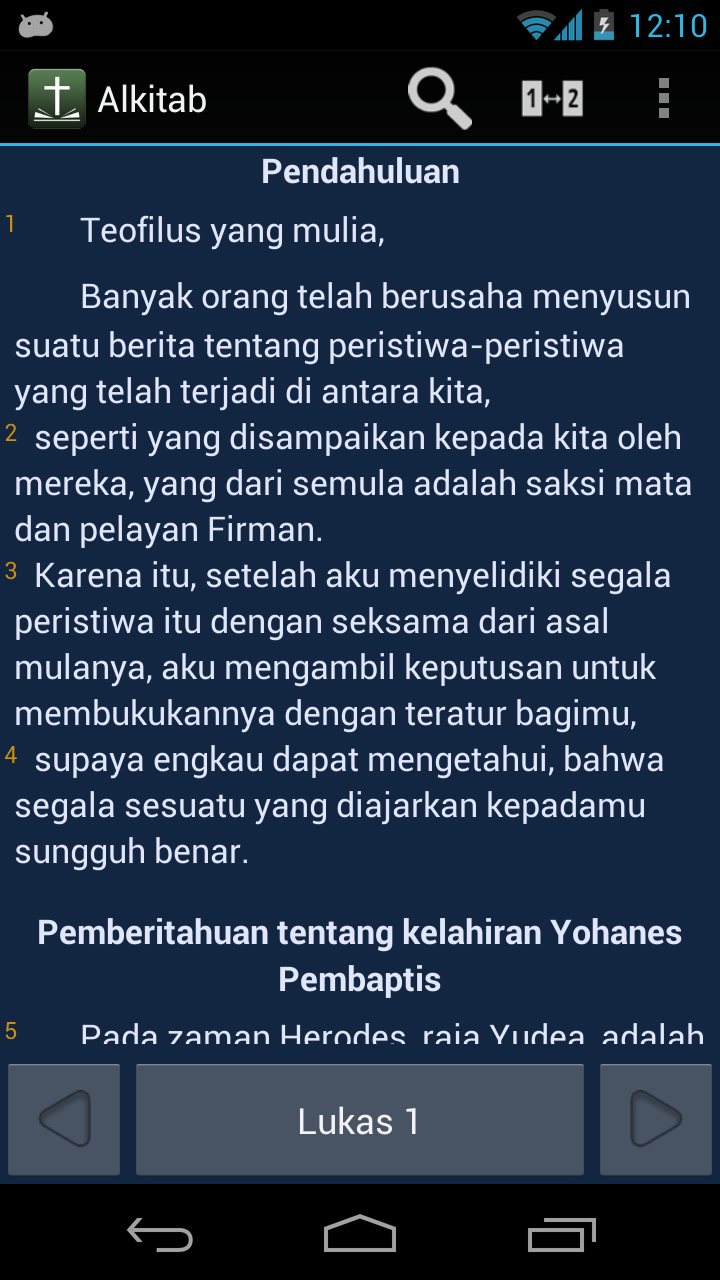 12:10
Alkitab
1↔2
Pendahuluan
1 Teofilus yang mulia,
Banyak orang telah berusaha menyusun
suatu berita tentang peristiwa-peristiwa
yang telah terjadi di antara kita,
2 seperti yang disampaikan kepada kita oleh
mereka, yang dari semula adalah saksi mata
dan pelayan Firman.
3 Karena itu, setelah aku menyelidiki segala
peristiwa itu dengan seksama dari asal
mulanya, aku mengambil keputusan untuk
membukukannya dengan teratur bagimu,
4 supaya engkau dapat mengetahui, bahwa
segala sesuatu yang diajarkan kepadamu
sungguh benar.
Pemberitahuan tentang kelahiran Yohanes
Pembaptis
5 Pada zaman Herodes, raja Yudea, adalah
Lukas 1